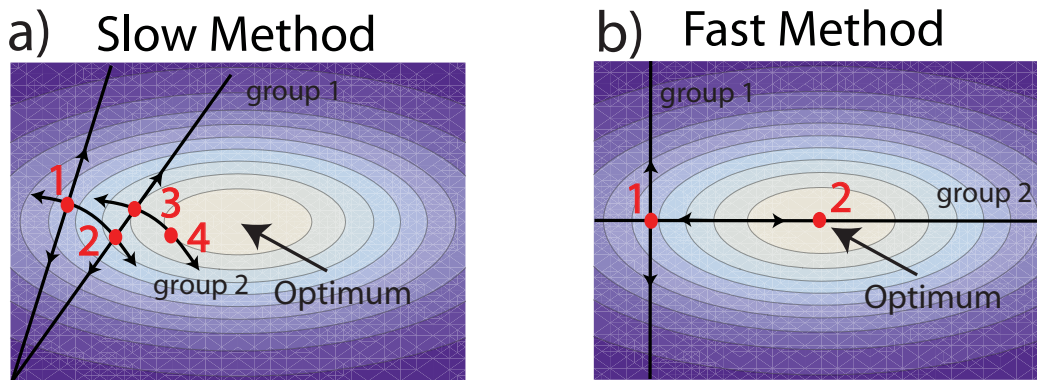 a) Slow Method
group 1
1
3
2
4
group 2
Optimum
b) Fast Method
group 1
1
2
group 2
Optimum